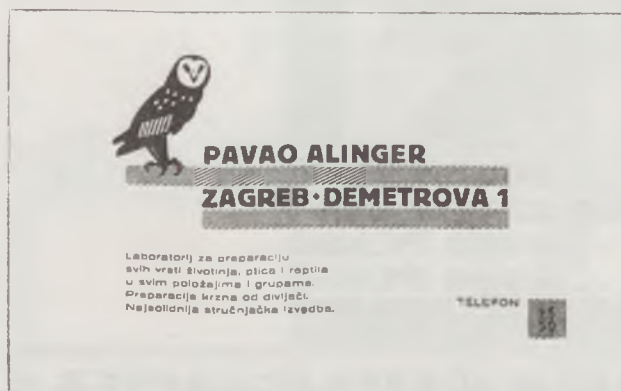 PAVAO ALINGER
ZAGREB·DEMETROVA 1
Laboratorij za preparaciju
svih vrsti životinja, ptica i reptila
u svim položajima i grupama.
Preparacija krzna od divljači.
Najsolidnija stručnjačka izvedba.
TELEFON